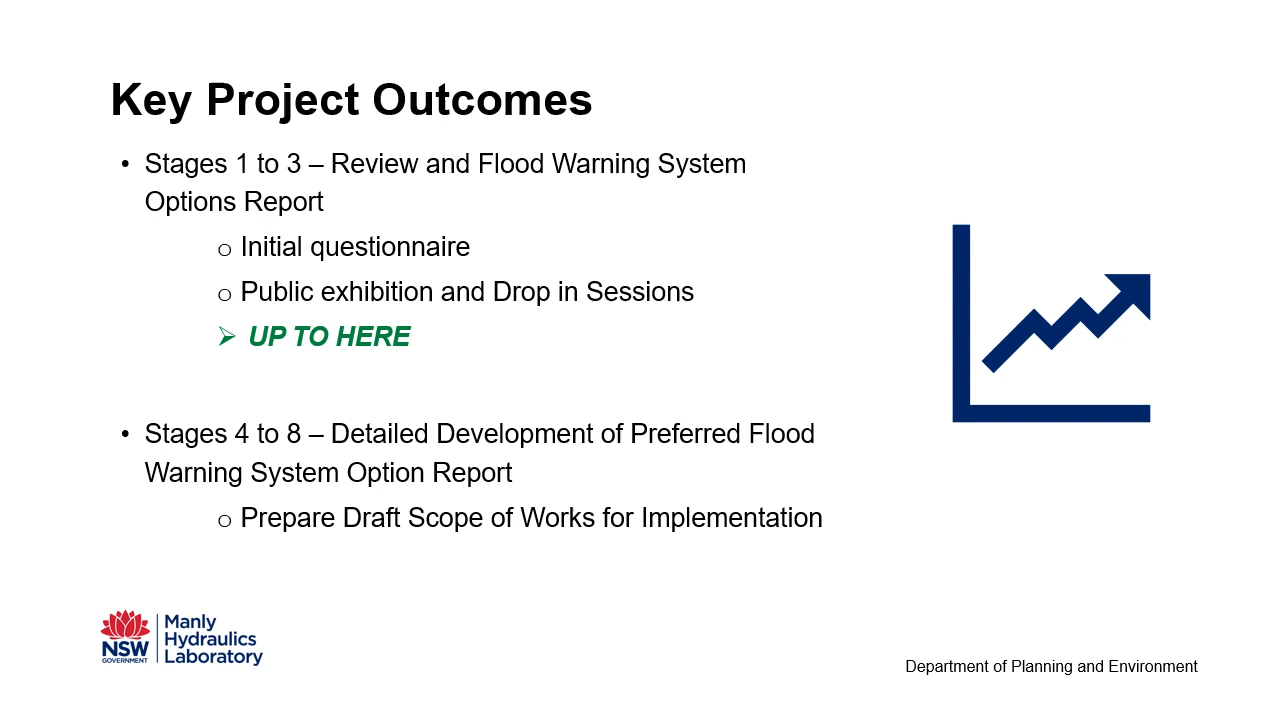 Key Project Outcomes
• Stages 1 to 3 – Review and Flood Warning System
Options Report
o Initial questionnaire
o Public exhibition and Drop in Sessions
➢ UP TO HERE
• Stages 4 to 8 – Detailed Development of Preferred Flood
Warning System Option Report
o Prepare Draft Scope of Works for Implementation
NSW
GOVERNMENT
Manly
Hydraulics
Laboratory
Department of Planning and Environment